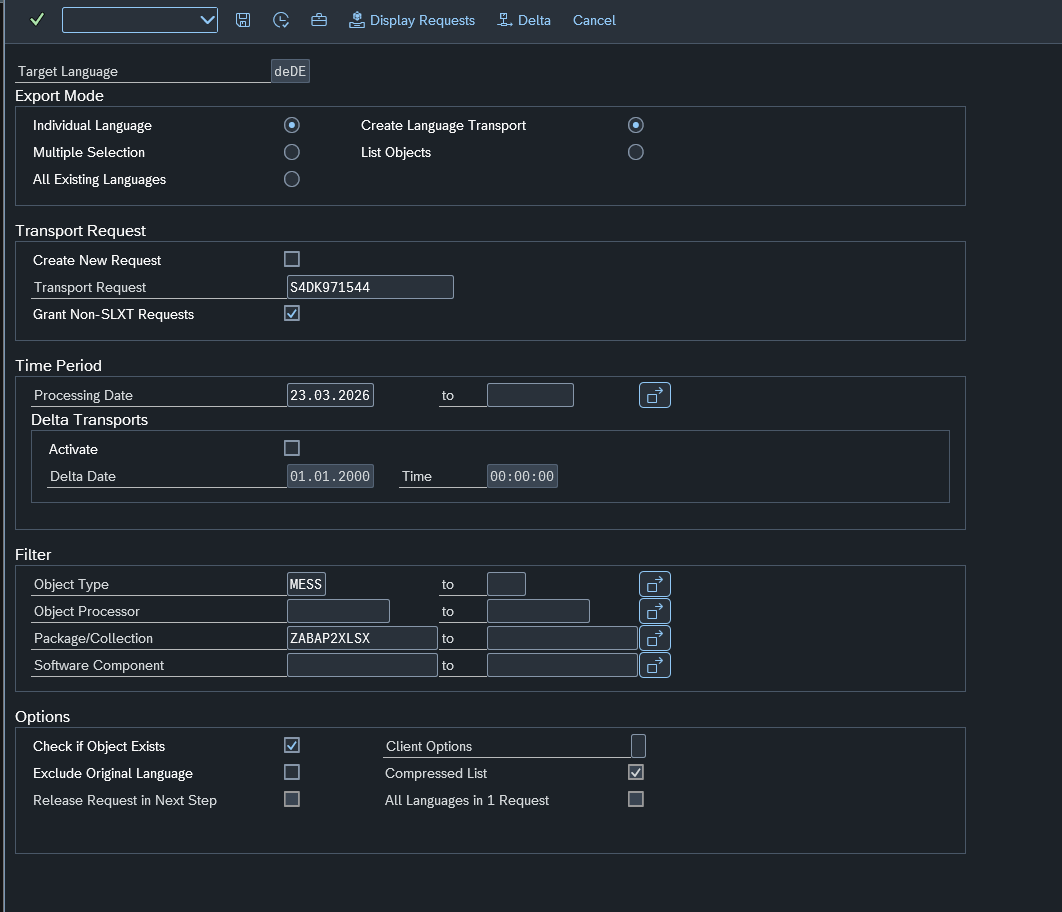 Display Requests Delta Cancel
Target Language deDE
Export Mode
Individual Language Create Language Transport
Multiple Selection List Objects
All Existing Languages
Transport Request
Create New Request
Transport Request S4DK971544
Grant Non-SLXT Requests
Time Period
Processing Date 23.03.2026 to
Delta Transports
Activate
Delta Date 01.01.2000 Time 00:00:00
Filter
Object Type MESS to
Object Processor to
Package/Collection ZABAP2XLSX to
Software Component to
Options
Check if Object Exists Client Options
Exclude Original Language Compressed List
Release Request in Next Step All Languages in 1 Request